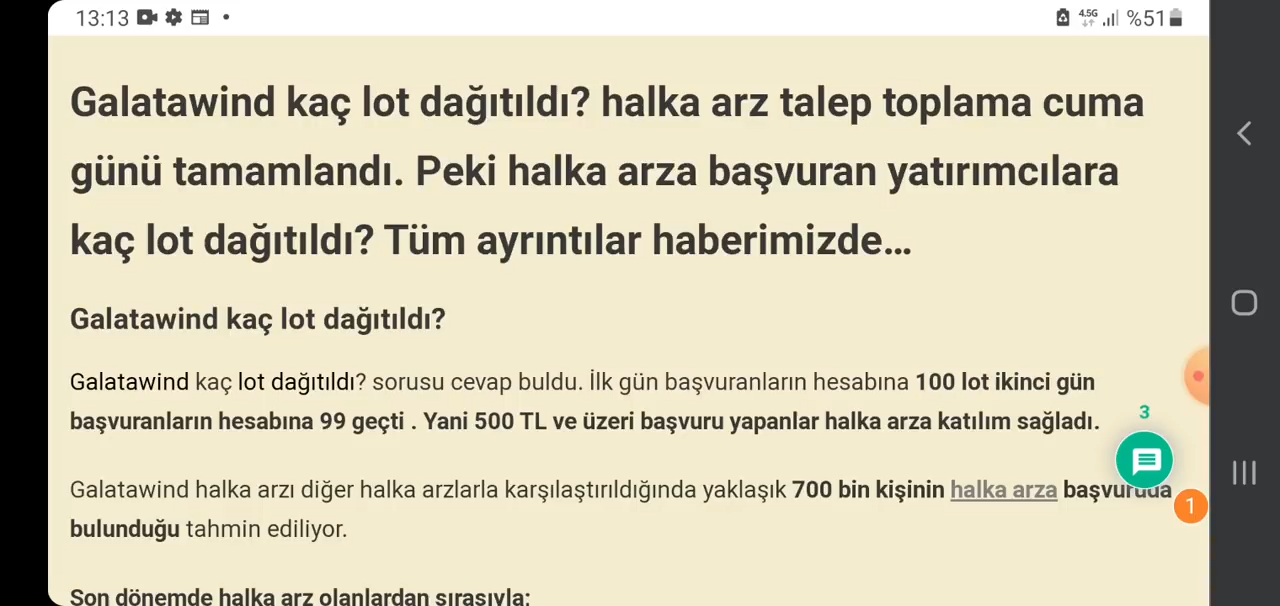 13:13
4.5G
%51
Galatawind kaç lot dağıtıldı? halka arz talep toplama cuma
günü tamamlandı. Peki halka arza başvuran yatırımcılara
kaç lot dağıtıldı? Tüm ayrıntılar haberimizde...
Galatawind kaç lot dağıtıldı?
Galatawind kaç lot dağıtıldı? sorusu cevap buldu. İlk gün başvuranların hesabına 100 lot ikinci gün
başvuranların hesabına 99 geçti . Yani 500 TL ve üzeri başvuru yapanlar halka arza katılım sağladı.
3
Galatawind halka arzı diğer halka arzlarla karşılaştırıldığında yaklaşık 700 bin kişinin halka arza başvuruda
1
bulunduğu tahmin ediliyor.
Son dönemde halka arz olanlardan sırasıyla: